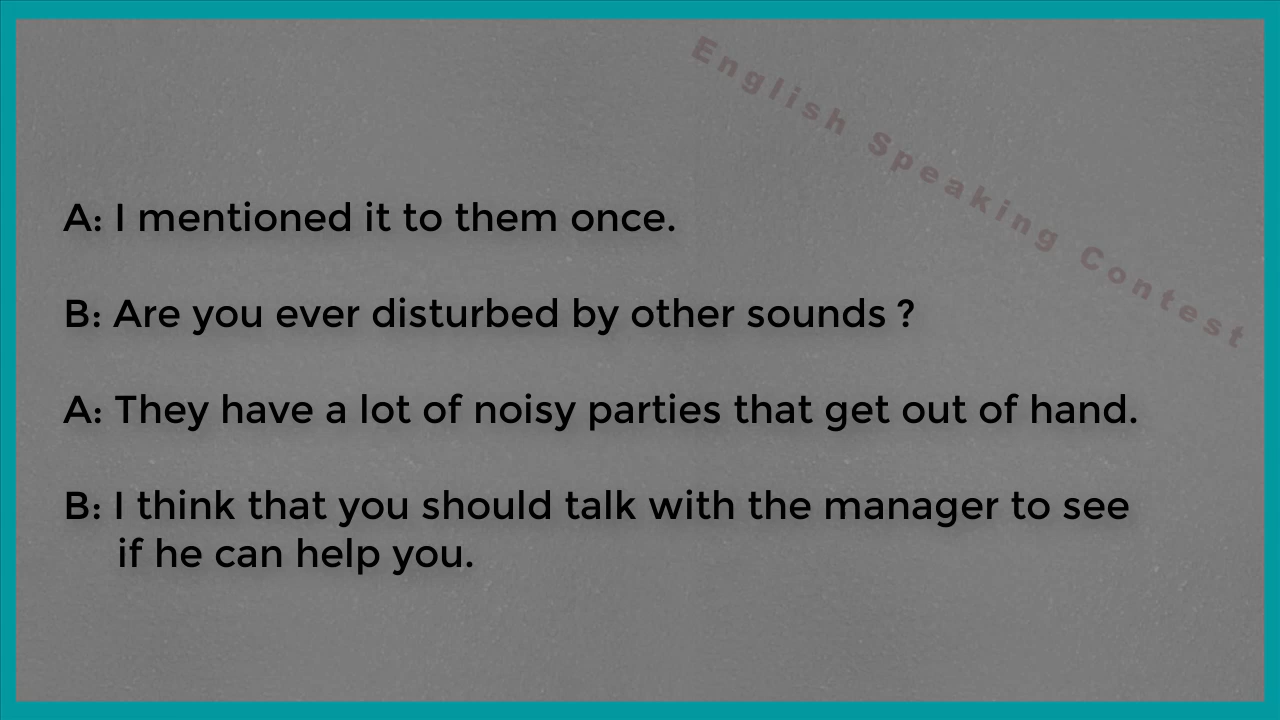 English Speaking Contest
A: I mentioned it to them once.
B: Are you ever disturbed by other sounds ?
A: They have a lot of noisy parties that get out of hand.
B: I think that you should talk with the manager to see
if he can help you.